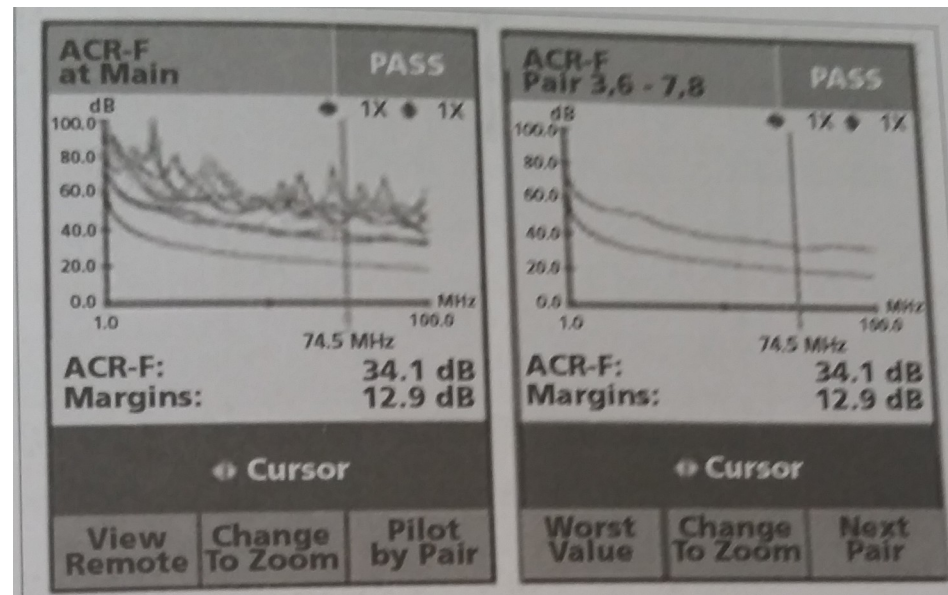 ACR-F
at Main
PASS
1X 1X
dB
100.0
80.0
60.0
40.0
20.0
0.0
MHz
1.0
100.0
74.5 MHz
ACR-F: 34.1 dB
Margins: 12.9 dB
Cursor
View Remote
Change To Zoom
Pilot by Pair
ACR-F
Pair 3,6 - 7,8
PASS
1X 1X
dB
100.0
80.0
60.0
40.0
20.0
0.0
MHz
1.0
100.0
74.5 MHz
ACR-F: 34.1 dB
Margins: 12.9 dB
Cursor
Worst Value
Change To Zoom
Next Pair